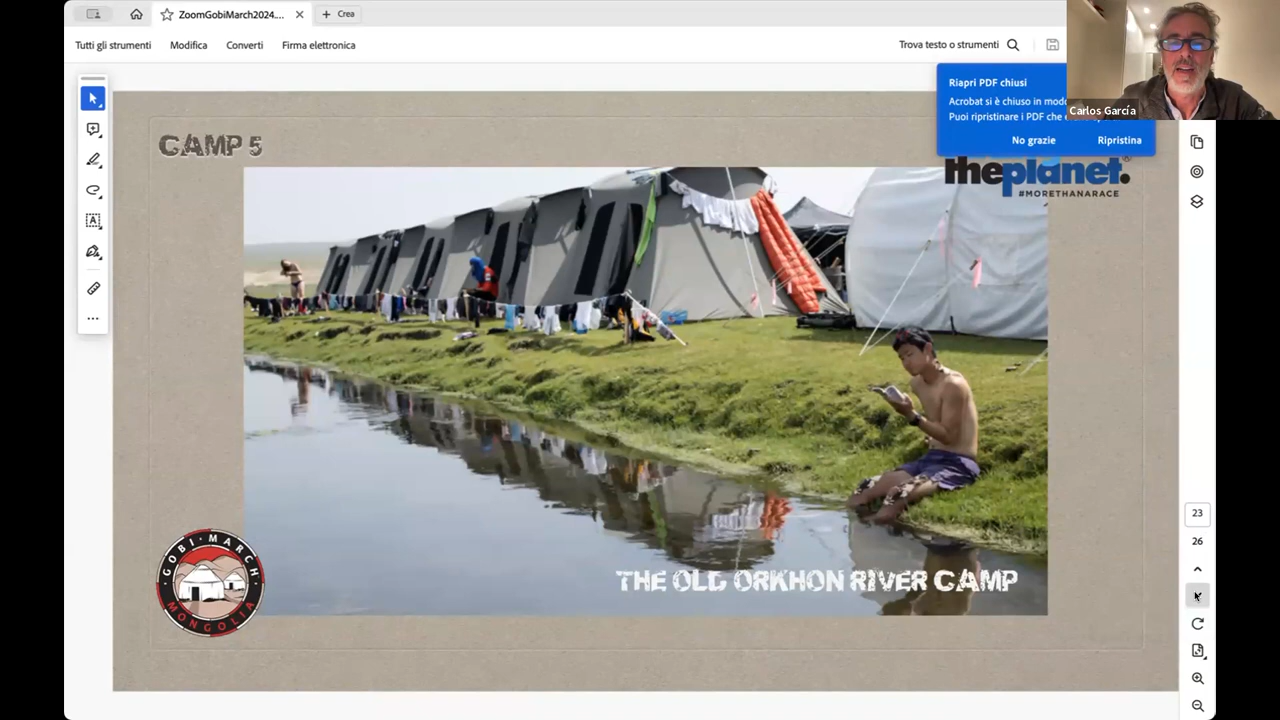 ZoomGobiMarch2024....
Crea
Tutti gli strumenti
Modifica
Converti
Firma elettronica
Trova testo o strumenti
Riapri PDF chiusi
Acrobat si è chiuso in
Puoi ripristinare i PDF che
No grazie
Ripristina
Carlos García
CAMP 5
theplanet.
#MORETHANARACE
THE OLD ORKHON RIVER CAMP
GOBI·MARCH
MONGOLIA
23
26